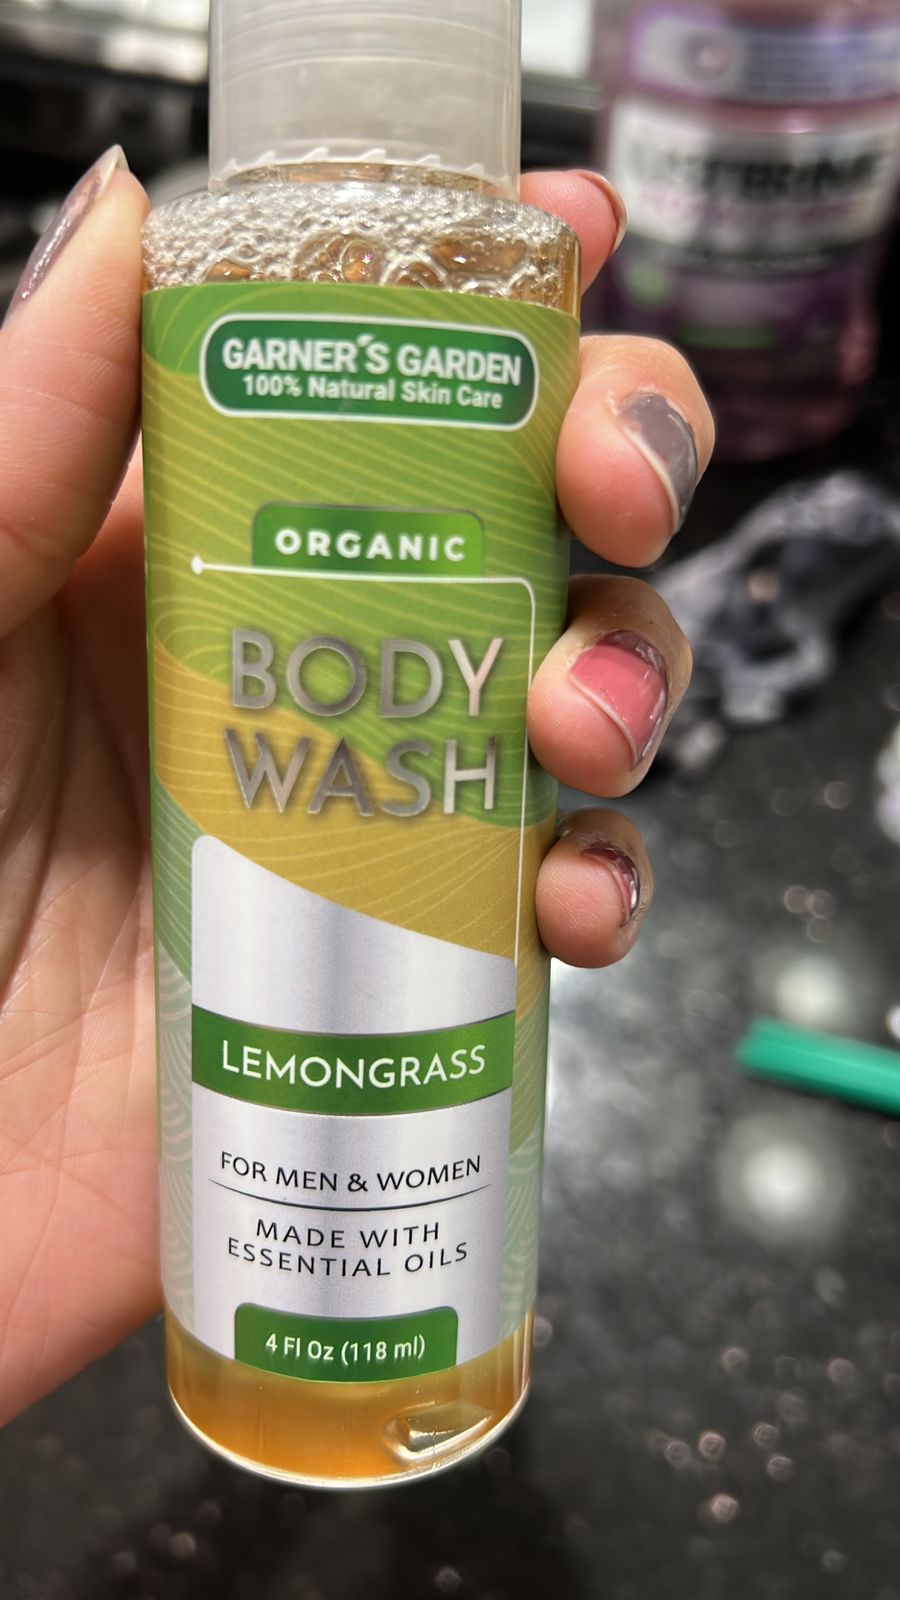 GARNER'S GARDEN
100% Natural Skin Care
ORGANIC
BODY
WASH
LEMONGRASS
FOR MEN & WOMEN
MADE WITH
ESSENTIAL OILS
4 Fl Oz (118 ml)
LISTERINE